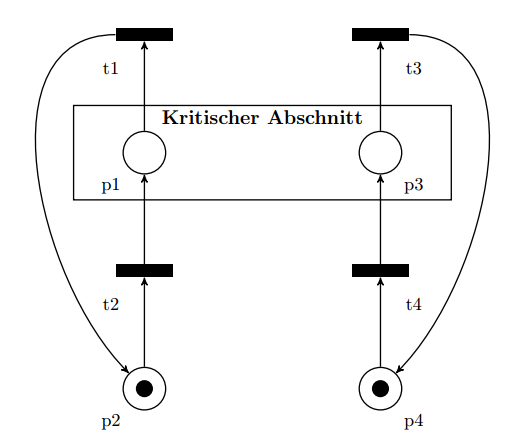 t1
t3
Kritischer Abschnitt
p1
p3
t2
t4
p2
p4